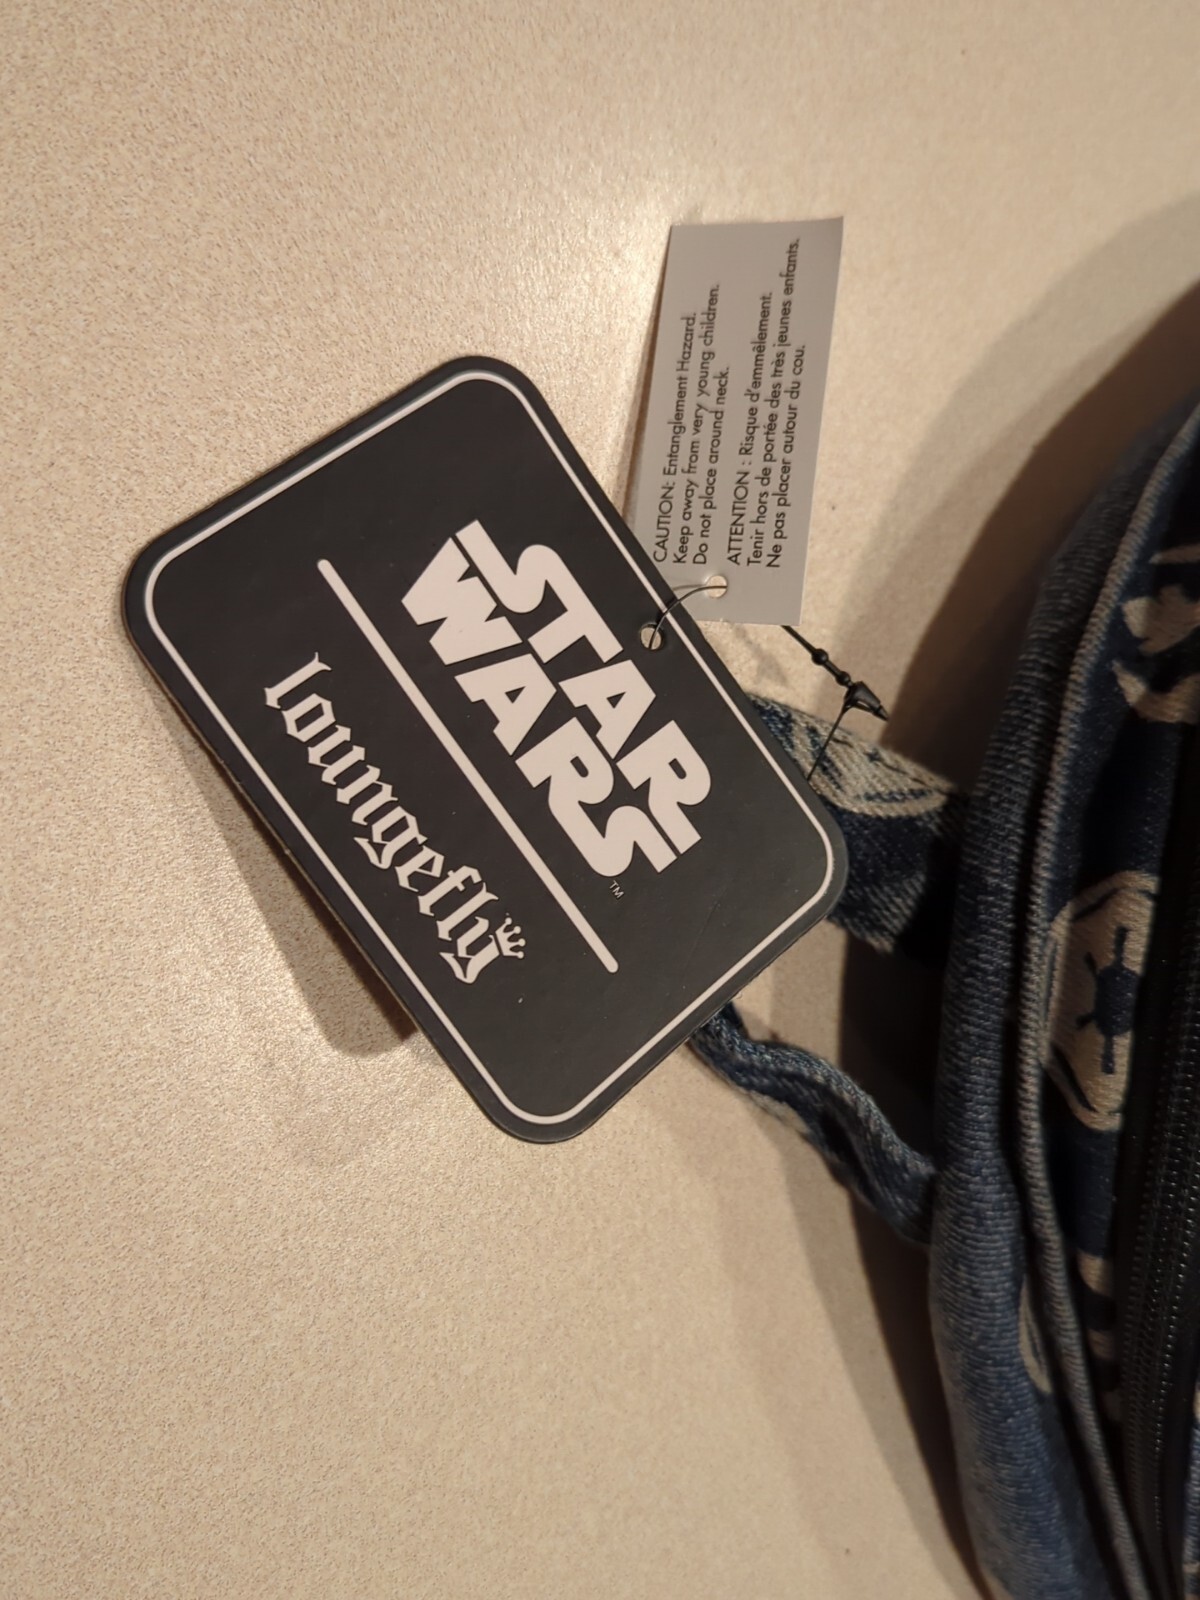 STAR
WARS
™
loungefly
CAUTION: Entanglement Hazard.
Keep away from very young children.
Do not place around neck.
ATTENTION : Risque d'emmêlement.
Tenir hors de portée des très jeunes enfants.
Ne pas placer autour du cou.